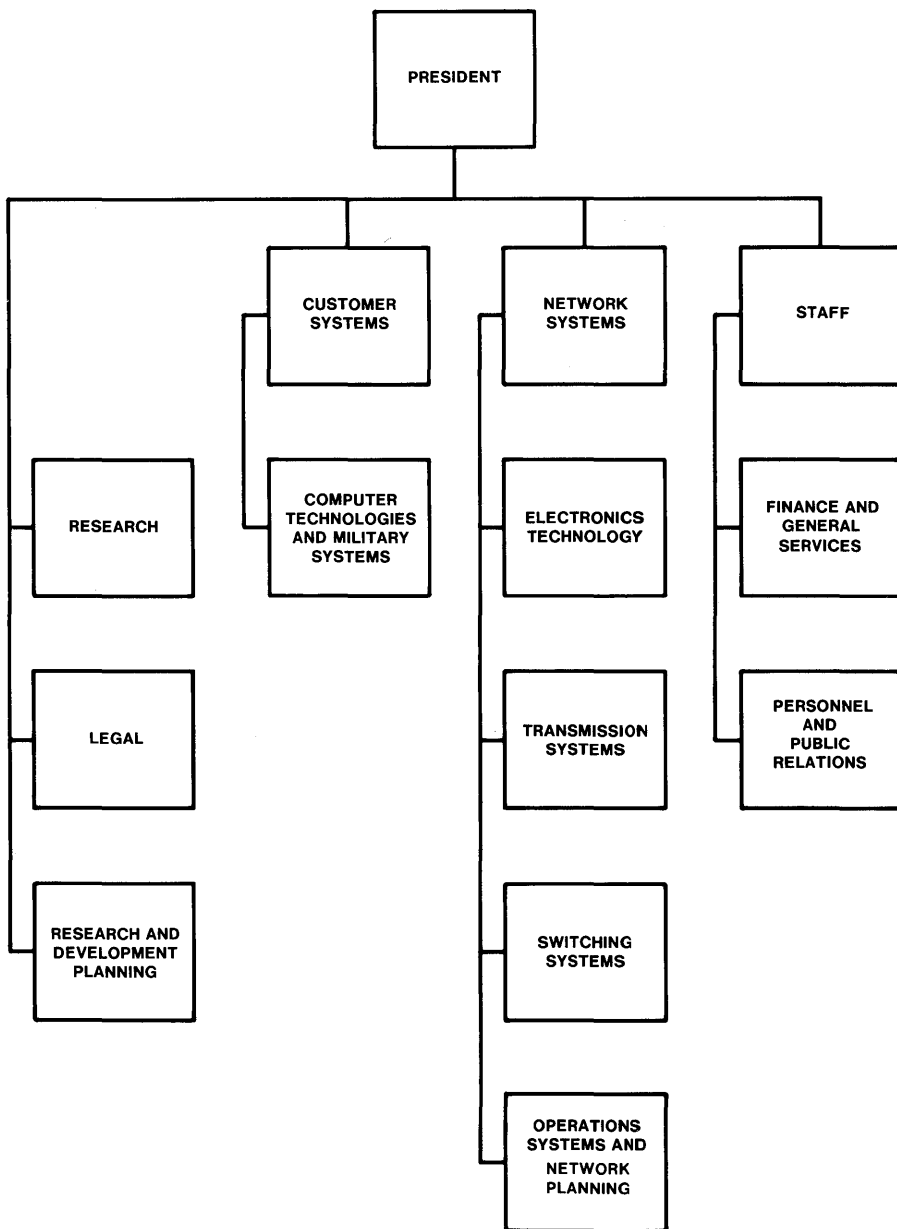 PRESIDENT
CUSTOMER
SYSTEMS
NETWORK
SYSTEMS
STAFF
RESEARCH
COMPUTER
TECHNOLOGIES
AND MILITARY
SYSTEMS
ELECTRONICS
TECHNOLOGY
FINANCE AND
GENERAL
SERVICES
LEGAL
TRANSMISSION
SYSTEMS
PERSONNEL
AND
PUBLIC
RELATIONS
RESEARCH AND
DEVELOPMENT
PLANNING
SWITCHING
SYSTEMS
OPERATIONS
SYSTEMS AND
NETWORK
PLANNING